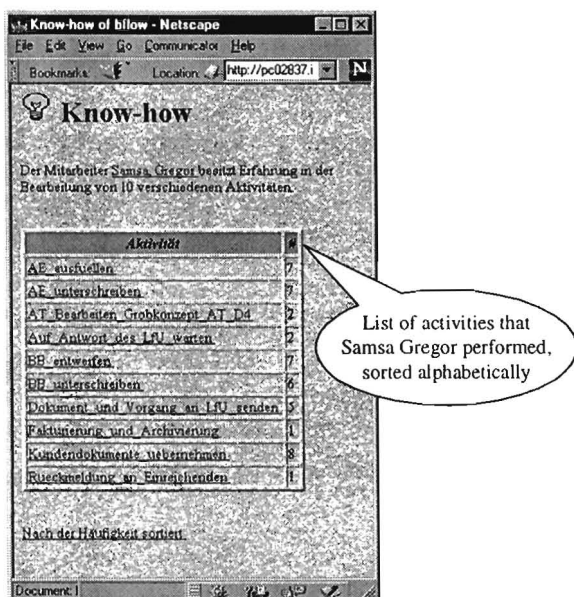 Know-how of bilow - Netscape
File Edit View Go Communicator Help
Bookmarks Location: http://pc02837.i N
Know-how
Der Mitarbeiter Samsa, Gregor besitzt Erfahrung in der
Bearbeitung von 10 verschiedenen Aktivitäten.
Aktivität #
AE_ausfuellen 7
AE_unterschreiben 7
AT_Bearbeiten_Grobkonzept_AT_D4 2
Auf_Antwort_des_LfU_warten 2
BB_entwerfen 7
BB_unterschreiben 6
Dokument_und_Vorgang_an_LfU_senden 5
Fakturierung_und_Archivierung 1
Kundendokumente_uebernehmen 8
Rueckmeldung_an_Einreichenden 1
List of activities that
Samsa Gregor performed,
sorted alphabetically
Nach der Häufigkeit sortiert
Document: